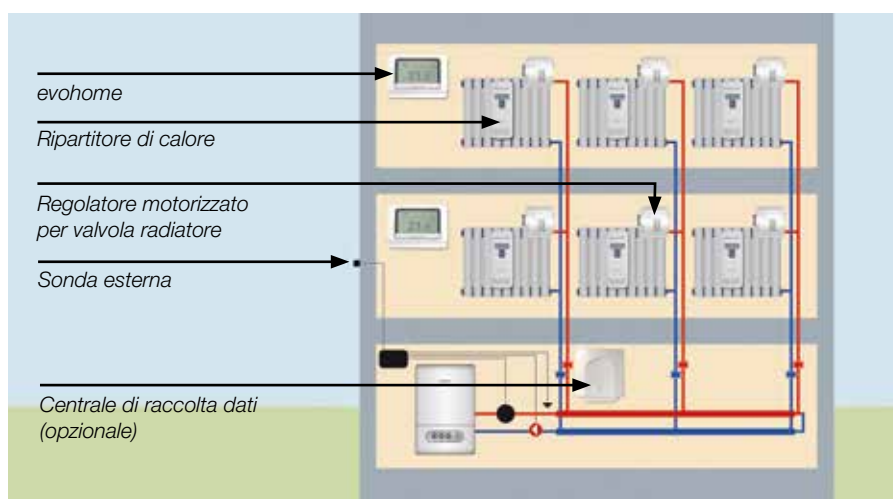 evohome
Ripartitore di calore
Regolatore motorizzato
per valvola radiatore
Sonda esterna
Centrale di raccolta dati
(opzionale)